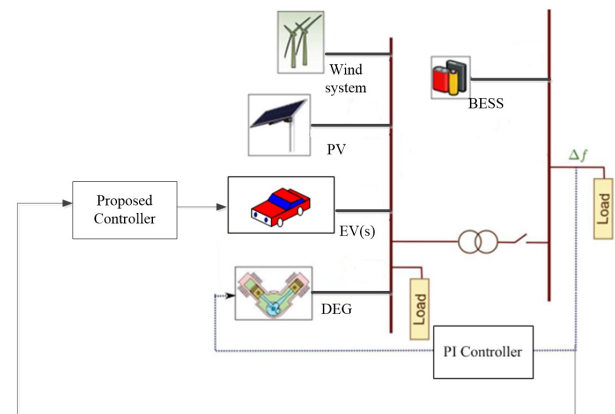 Wind
system
BESS
PV
Δf
Load
Proposed
Controller
EV(s)
DEG
Load
PI Controller